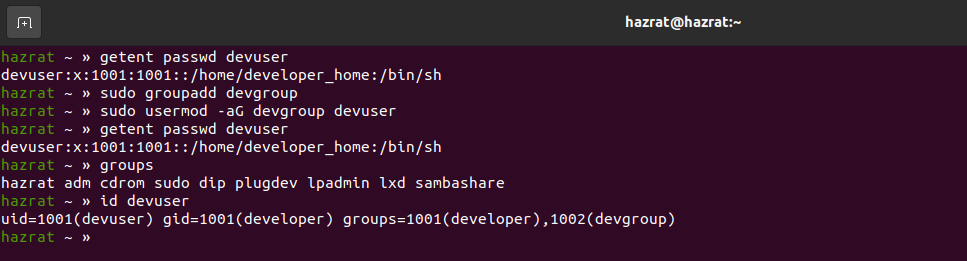 hazrat@hazrat:~
hazrat ~ » getent passwd devuser
devuser:x:1001:1001::/home/developer_home:/bin/sh
hazrat ~ » sudo groupadd devgroup
hazrat ~ » sudo usermod -aG devgroup devuser
hazrat ~ » getent passwd devuser
devuser:x:1001:1001::/home/developer_home:/bin/sh
hazrat ~ » groups
hazrat adm cdrom sudo dip plugdev lpadmin lxd sambashare
hazrat ~ » id devuser
uid=1001(devuser) gid=1001(developer) groups=1001(developer),1002(devgroup)
hazrat ~ »